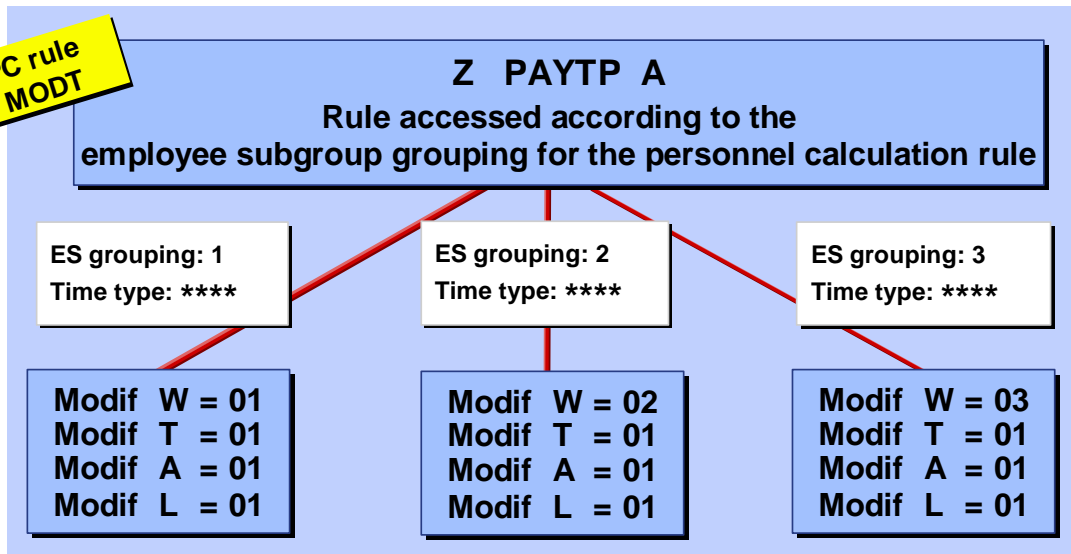 C rule
MODT
Z PAYTP A
Rule accessed according to the
employee subgroup grouping for the personnel calculation rule
ES grouping: 1
Time type: ****
ES grouping: 2
Time type: ****
ES grouping: 3
Time type: ****
Modif W = 01
Modif T = 01
Modif A = 01
Modif L = 01
Modif W = 02
Modif T = 01
Modif A = 01
Modif L = 01
Modif W = 03
Modif T = 01
Modif A = 01
Modif L = 01